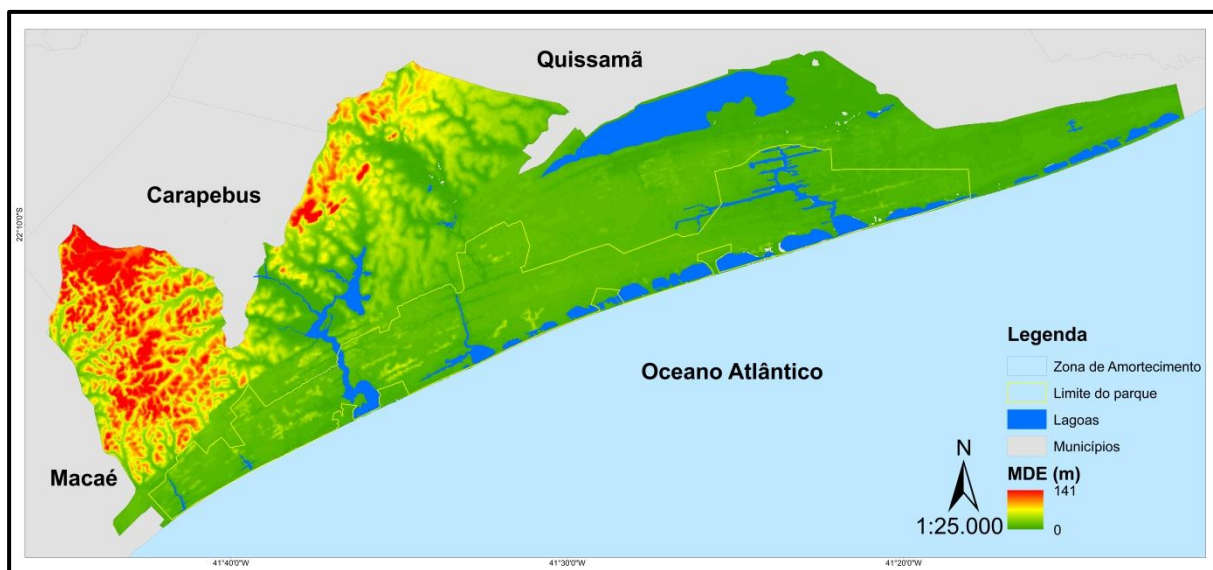 Quissamã
Carapebus
22°10'0"S
Macaé
Oceano Atlântico
Legenda
Zona de Amortecimento
Limite do parque
Lagoas
Municípios
MDE (m)
141
0
N
1:25.000
41°40'0"W
41°30'0"W
41°20'0"W